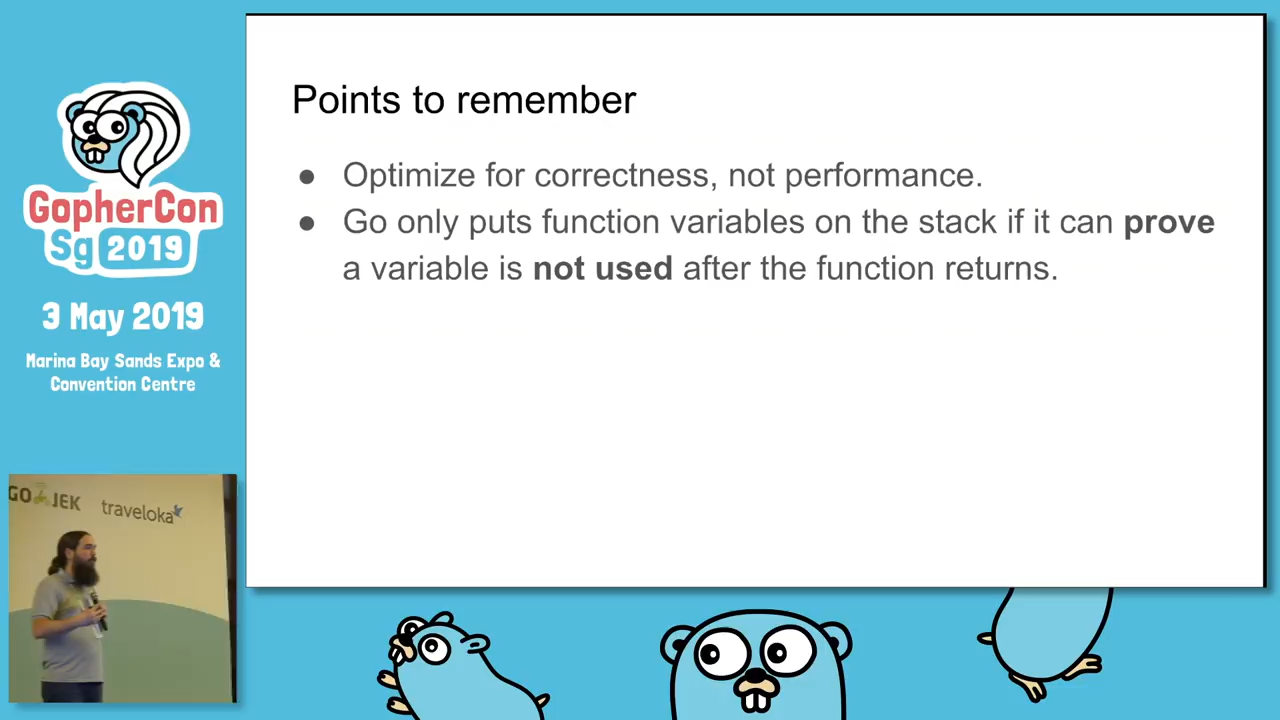 Points to remember
● Optimize for correctness, not performance.
● Go only puts function variables on the stack if it can prove
a variable is not used after the function returns.
GopherCon
Sg 2019
3 May 2019
Marina Bay Sands Expo &
Convention Centre
GO JEK
traveloka